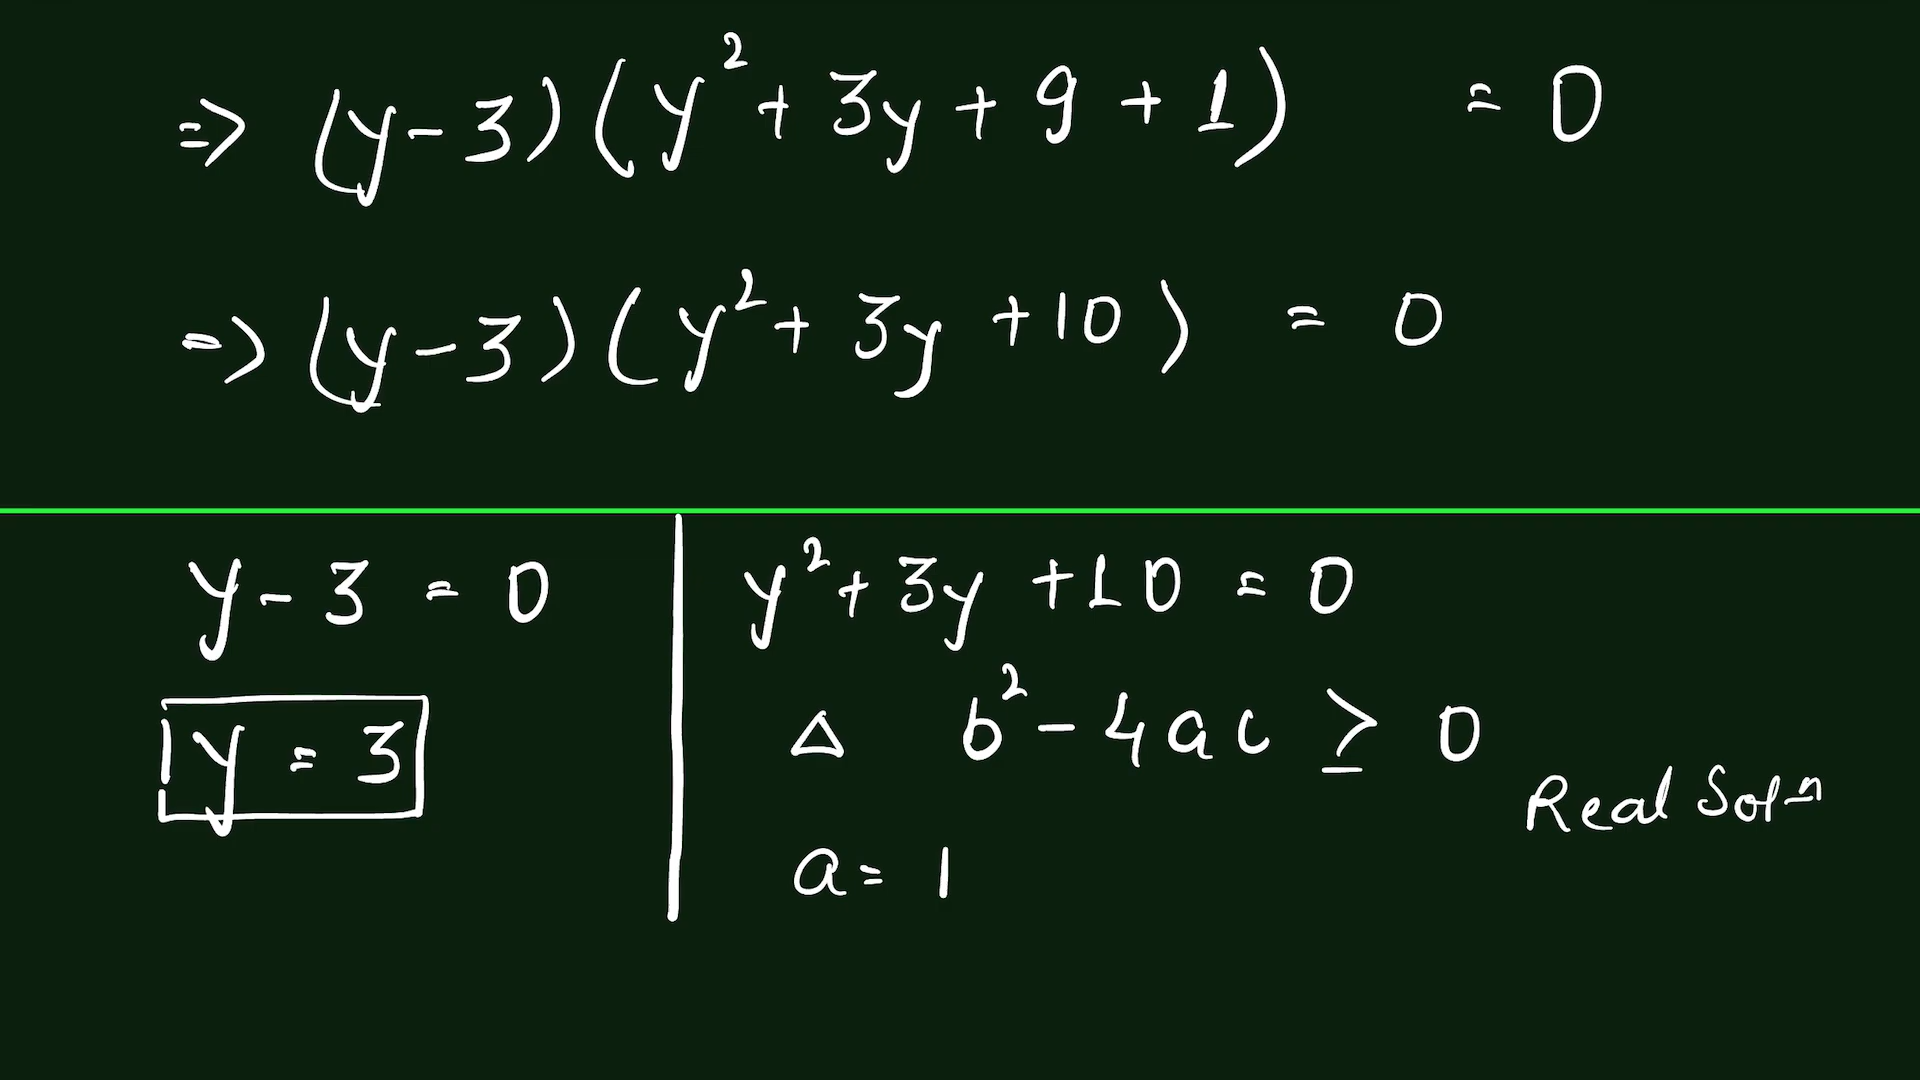 => (y-3)(y²+3y+9+1) = 0
=> (y-3)(y²+3y+10) = 0
y-3 = 0
y = 3
y²+3y+10 = 0
△ b²-4ac ≥ 0
Real Solⁿ
a = 1